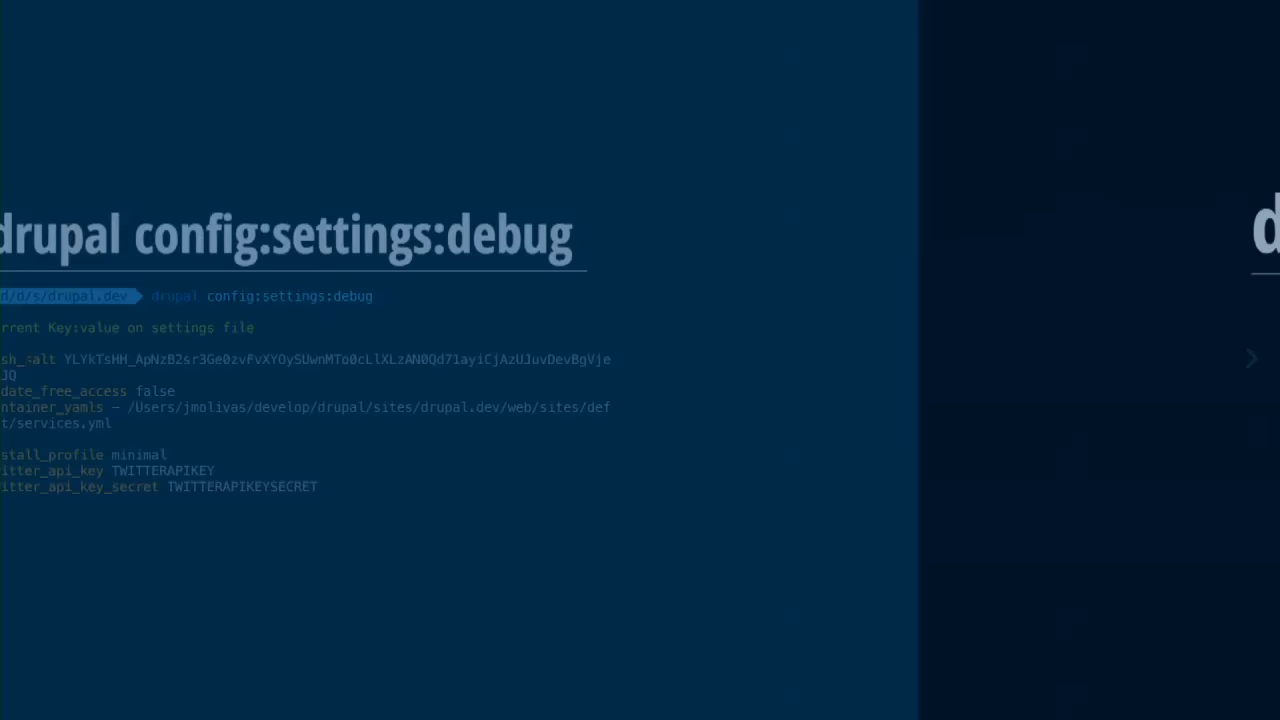 drupal config:settings:debug
d/d/s/drupal.dev drupal config:settings:debug
rrent Key:value on settings file
sh_salt YLYkTsHH_ApNzB2sr3Ge0zvFvXYOySUwnMTo0cLlXLzAN0Qd71ayiCjAzUJuvDevBgVje
JQ
date_free_access false
ntainer_yamls – /Users/jmolivas/develop/drupal/sites/drupal.dev/web/sites/def
t/services.yml
stall_profile minimal
itter_api_key TWITTERAPIKEY
itter_api_key_secret TWITTERAPIKEYSECRET
d